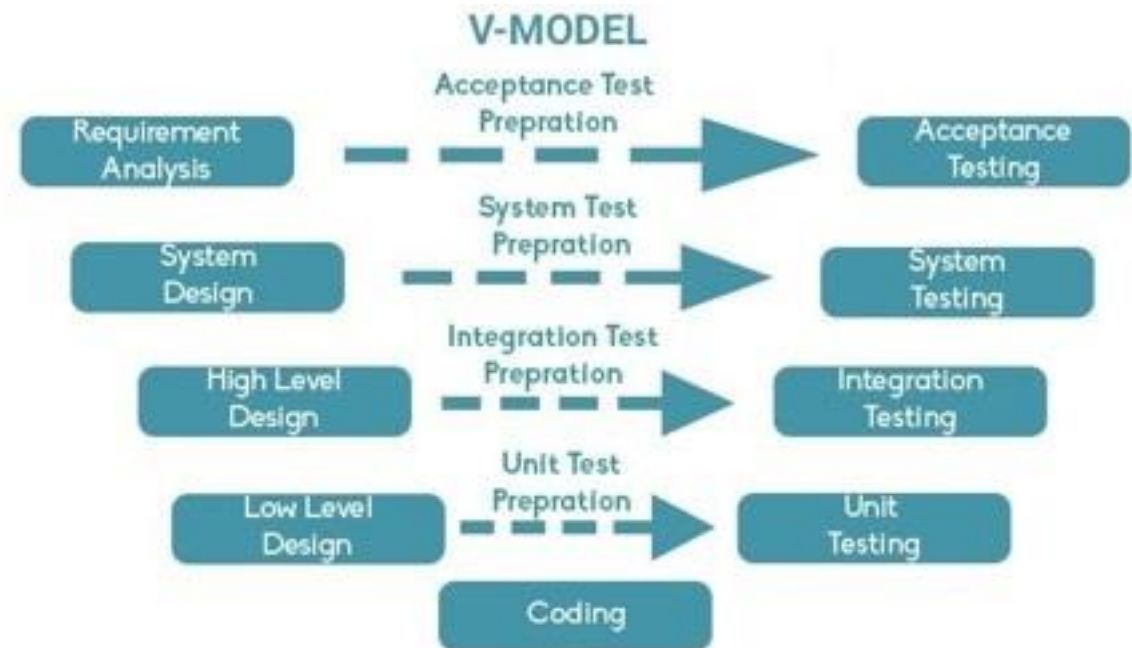 V-MODEL
Acceptance Test
Prepration
Requirement
Analysis
Acceptance
Testing
System Test
Prepration
System
Design
System
Testing
Integration Test
Prepration
High Level
Design
Integration
Testing
Unit Test
Prepration
Low Level
Design
Unit
Testing
Coding